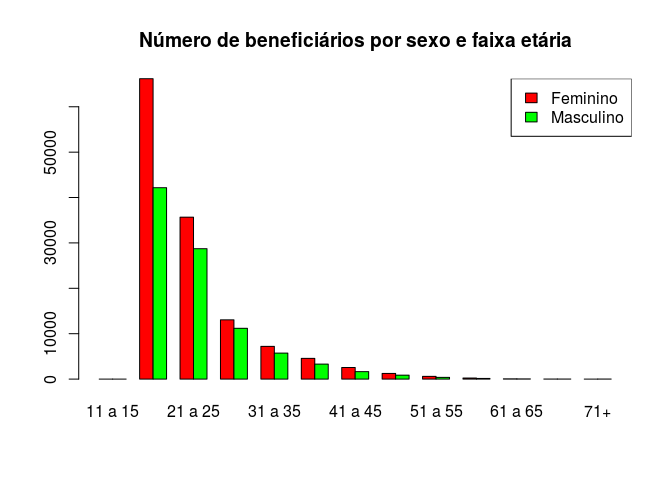 Número de beneficiários por sexo e faixa etária
Feminino
Masculino
50000
30000
10000
0
11 a 15 21 a 25 31 a 35 41 a 45 51 a 55 61 a 65 71+